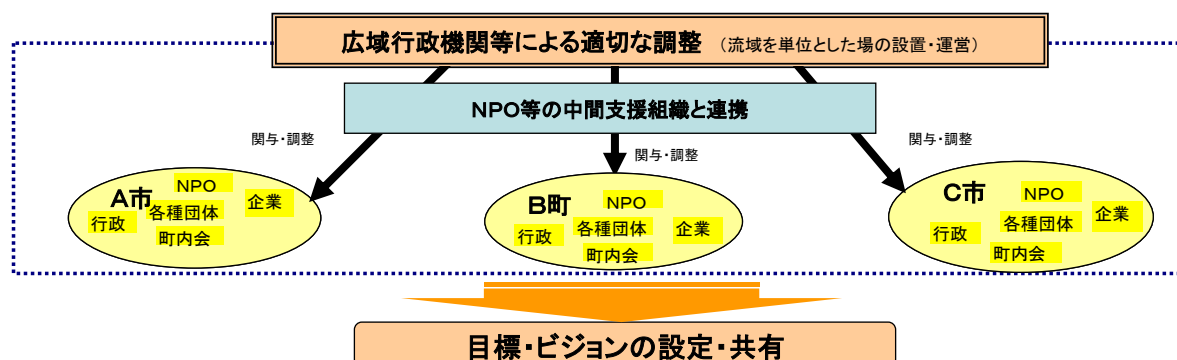 広域行政機関等による適切な調整 （流域を単位とした場の設置・運営）
NPO等の中間支援組織と連携
関与・調整
関与・調整
関与・調整
A市
NPO
企業
各種団体
行政
町内会
B町
NPO
各種団体
企業
行政
町内会
C市
NPO
企業
各種団体
行政
町内会
目標・ビジョンの設定・共有